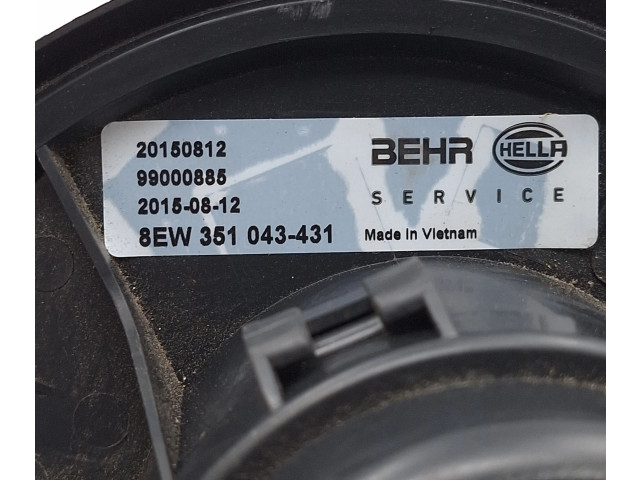 20150812
99000885
2015-08-12
8EW 351 043-431
BEHR HELLA
SERVICE
Made in Vietnam